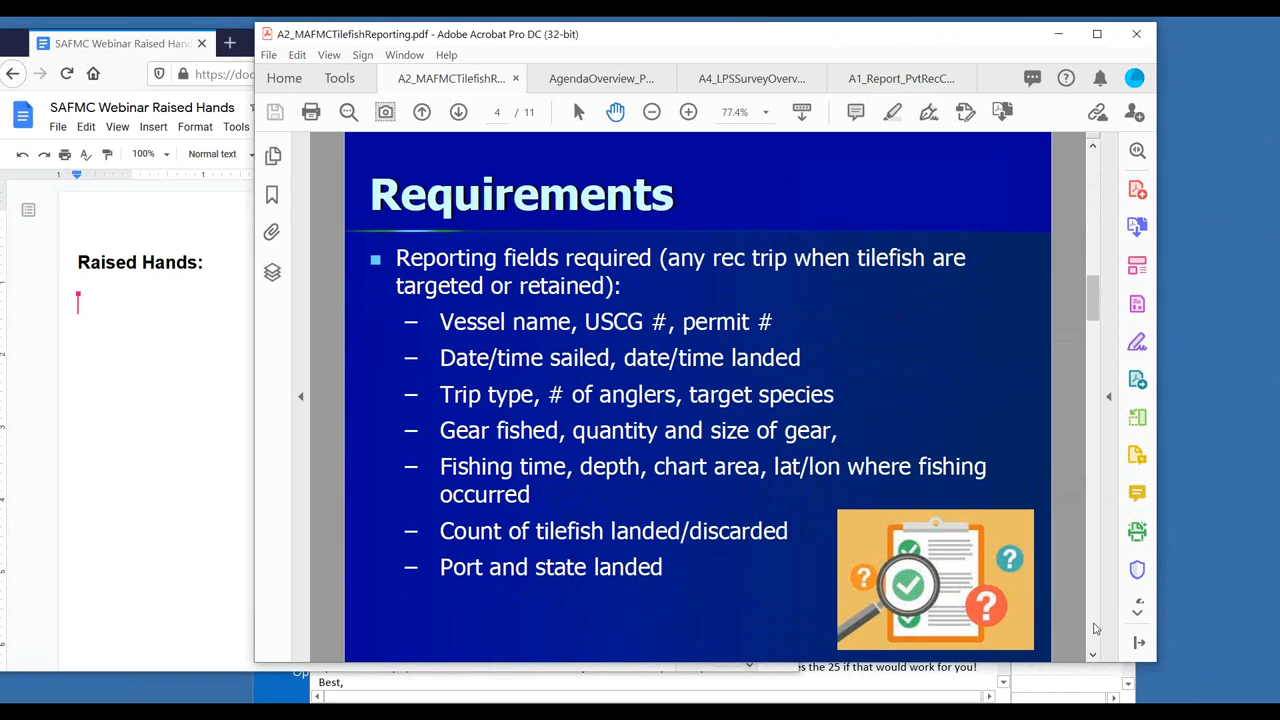 SAFMC Webinar Raised Hand
https://doc
SAFMC Webinar Raised Hands
File Edit View Insert Format Tools
100% Normal text
Raised Hands:
A2_MAFMCTilefishReporting.pdf - Adobe Acrobat Pro DC (32-bit)
File Edit View Sign Window Help
Home Tools A2_MAFMCTilefishR... AgendaOverview_P... A4_LPSSurveyOverv... A1_Report_PvtRecC...
4 / 11 77.4%
Requirements
Reporting fields required (any rec trip when tilefish are
targeted or retained):
– Vessel name, USCG #, permit #
– Date/time sailed, date/time landed
– Trip type, # of anglers, target species
– Gear fished, quantity and size of gear,
– Fishing time, depth, chart area, lat/lon where fishing
occurred
– Count of tilefish landed/discarded
– Port and state landed
es the 25 if that would work for you!
Best,